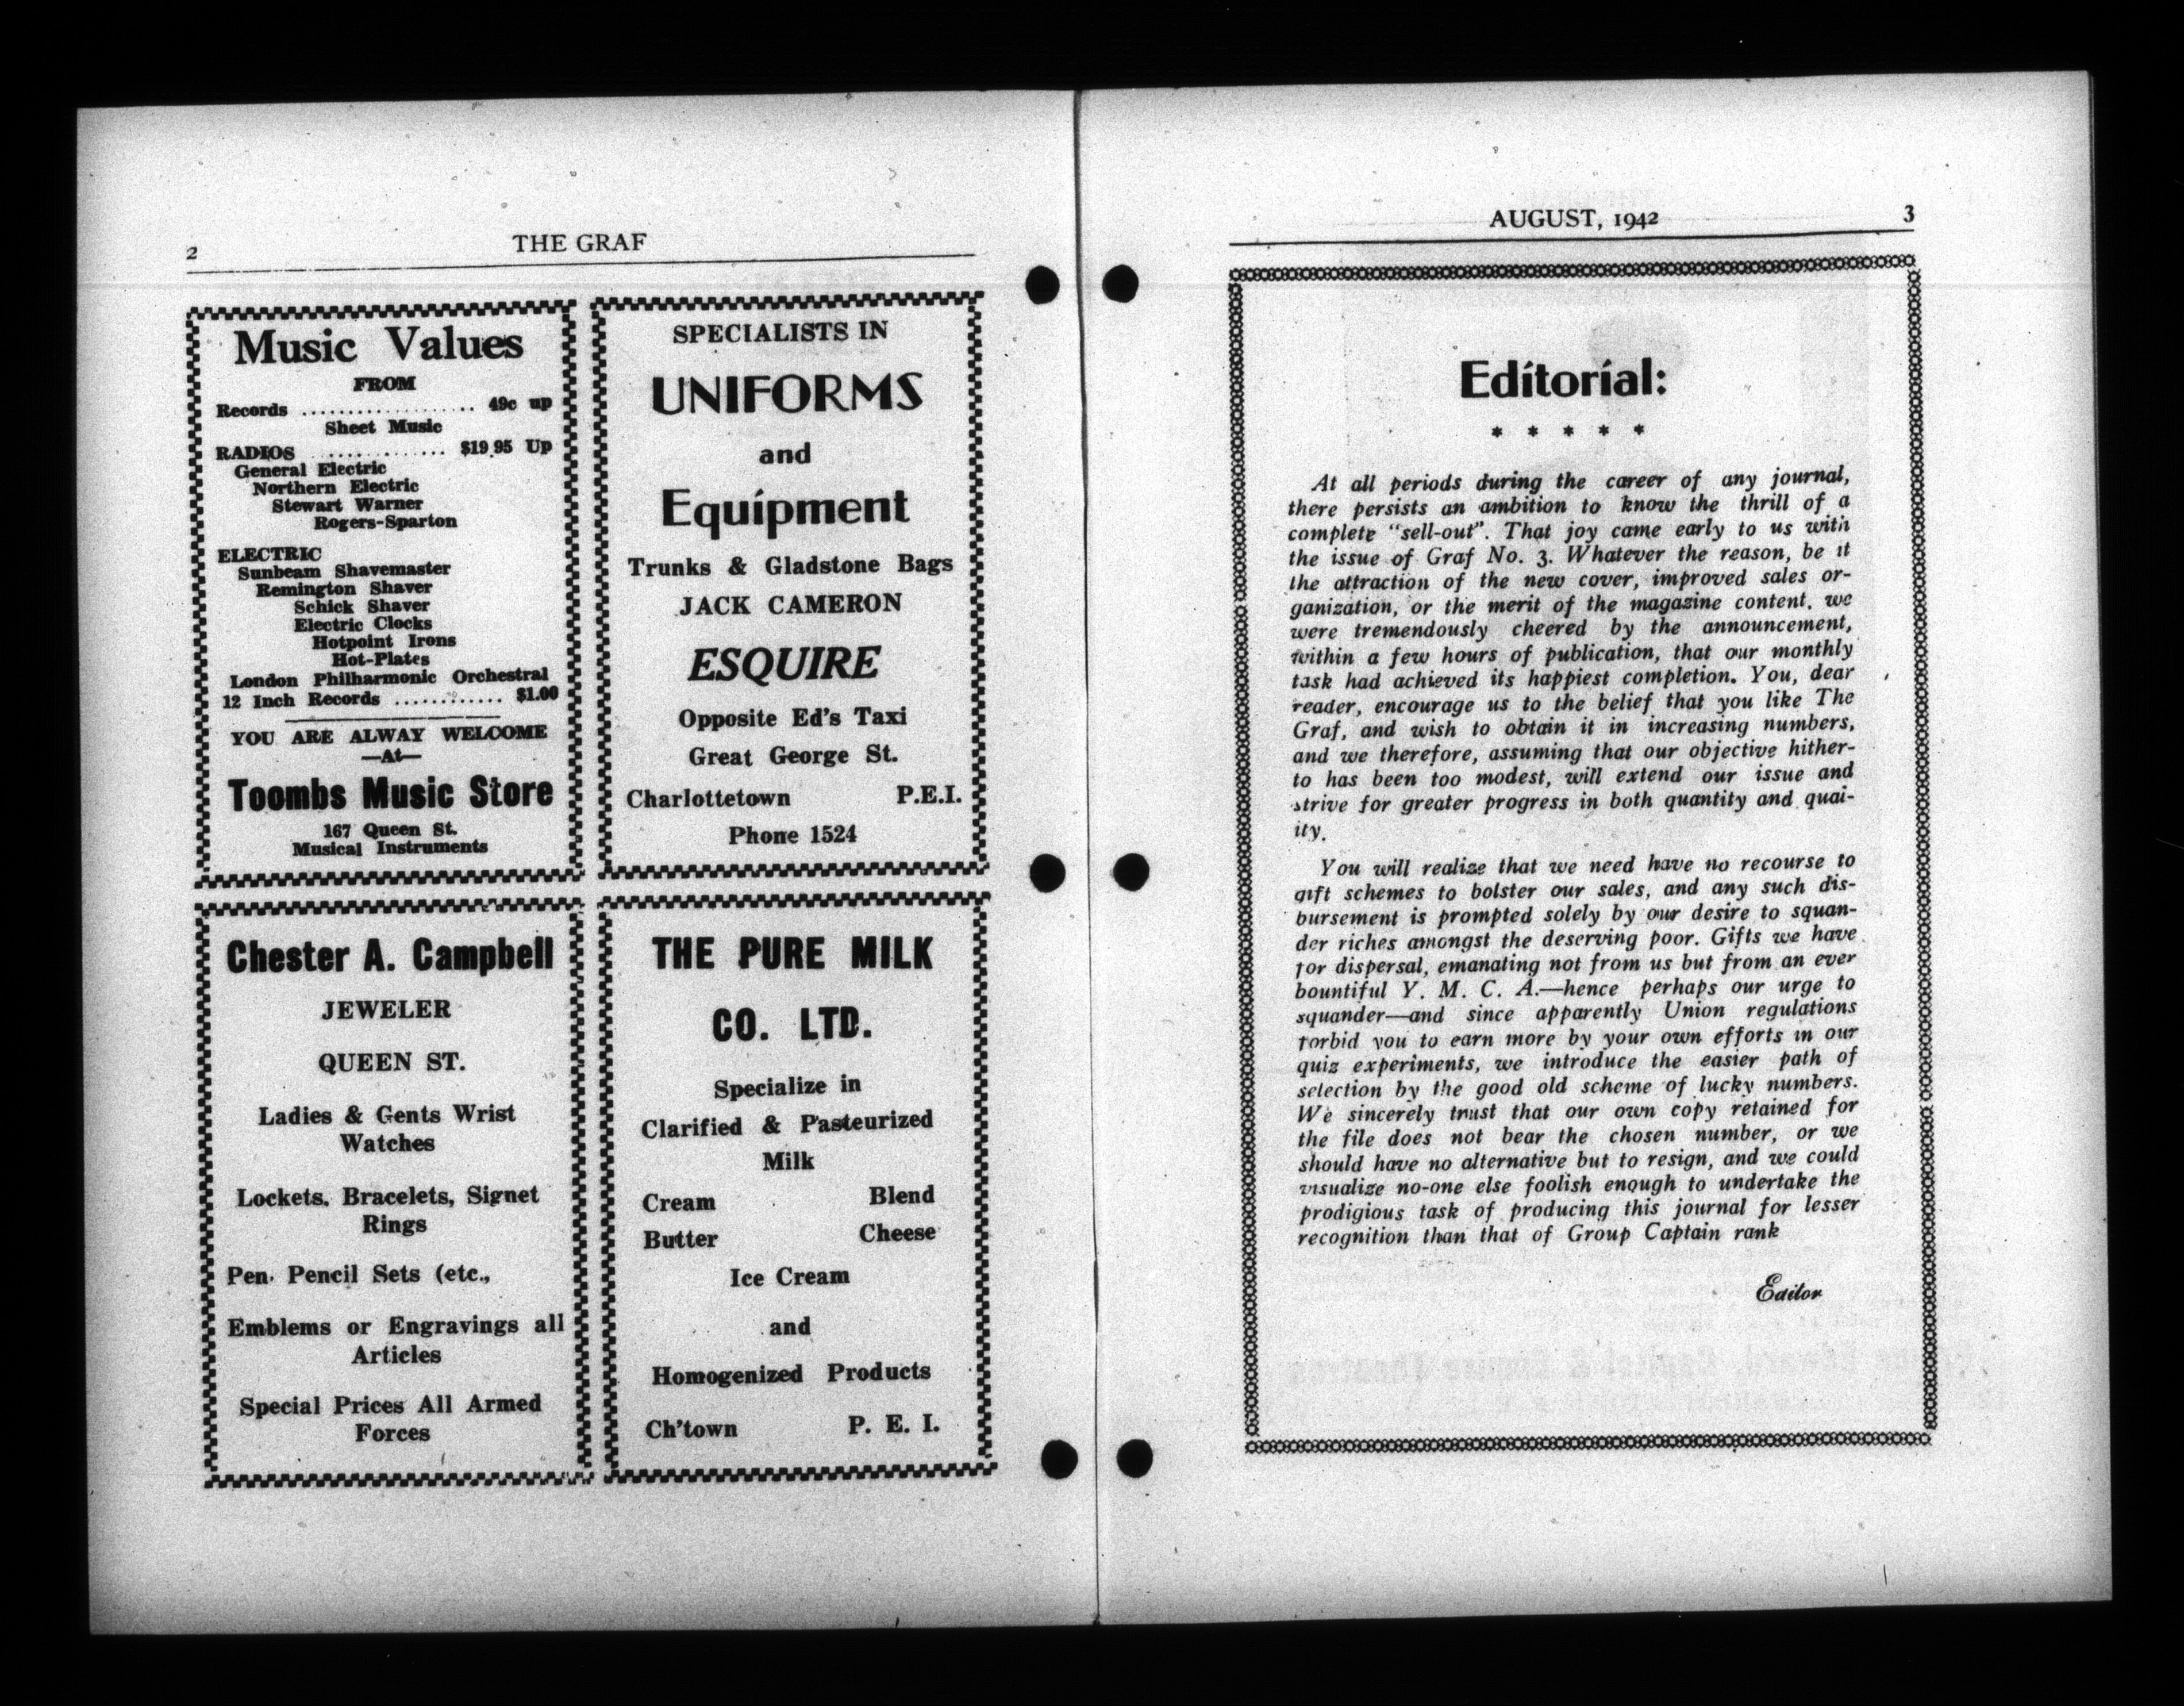 2
THE GRAF
Music Values
FROM
Records ................... 49c up
Sheet Music
RADIOS ............. $19.95 Up
General Electric
Northern Electric
Stewart Warner
Rogers-Sparton
ELECTRIC
Sunbeam Shavemaster
Remington Shaver
Schick Shaver
Electric Clocks
Hotpoint Irons
Hot-Plates
London Philharmonic Orchestral
12 Inch Records ............ $1.00
YOU ARE ALWAY WELCOME
—At—
Toombs Music Store
167 Queen St.
Musical Instruments
SPECIALISTS IN
UNIFORMS
and
Equipment
Trunks & Gladstone Bags
JACK CAMERON
ESQUIRE
Opposite Ed's Taxi
Great George St.
Charlottetown P.E.I.
Phone 1524
Chester A. Campbell
JEWELER
QUEEN ST.
Ladies & Gents Wrist
Watches
Lockets, Bracelets, Signet
Rings
Pen, Pencil Sets (etc.,
Emblems or Engravings all
Articles
Special Prices All Armed
Forces
THE PURE MILK
CO. LTD.
Specialize in
Clarified & Pasteurized
Milk
Cream Blend
Butter Cheese
Ice Cream
and
Homogenized Products
Ch'town P. E. I.
AUGUST, 1942
3
Editorial:
* * * * *
At all periods during the career of any journal,
there persists an ambition to know the thrill of a
complete "sell-out". That joy came early to us with
the issue of Graf No. 3. Whatever the reason, be it
the attraction of the new cover, improved sales or-
ganization, or the merit of the magazine content, we
were tremendously cheered by the announcement,
within a few hours of publication, that our monthly
task had achieved its happiest completion. You, dear
reader, encourage us to the belief that you like The
Graf, and wish to obtain it in increasing numbers,
and we therefore, assuming that our objective hither-
to has been too modest, will extend our issue and
strive for greater progress in both quantity and qual-
ity.
You will realize that we need have no recourse to
gift schemes to bolster our sales, and any such dis-
bursement is prompted solely by our desire to squan-
der riches amongst the deserving poor. Gifts we have
for dispersal, emanating not from us but from an ever
bountiful Y. M. C. A.—hence perhaps our urge to
squander—and since apparently Union regulations
forbid you to earn more by your own efforts in our
quiz experiments, we introduce the easier path of
selection by the good old scheme of lucky numbers.
We sincerely trust that our own copy retained for
the file does not bear the chosen number, or we
should have no alternative but to resign, and we could
visualize no-one else foolish enough to undertake the
prodigious task of producing this journal for lesser
recognition than that of Group Captain rank
Editor